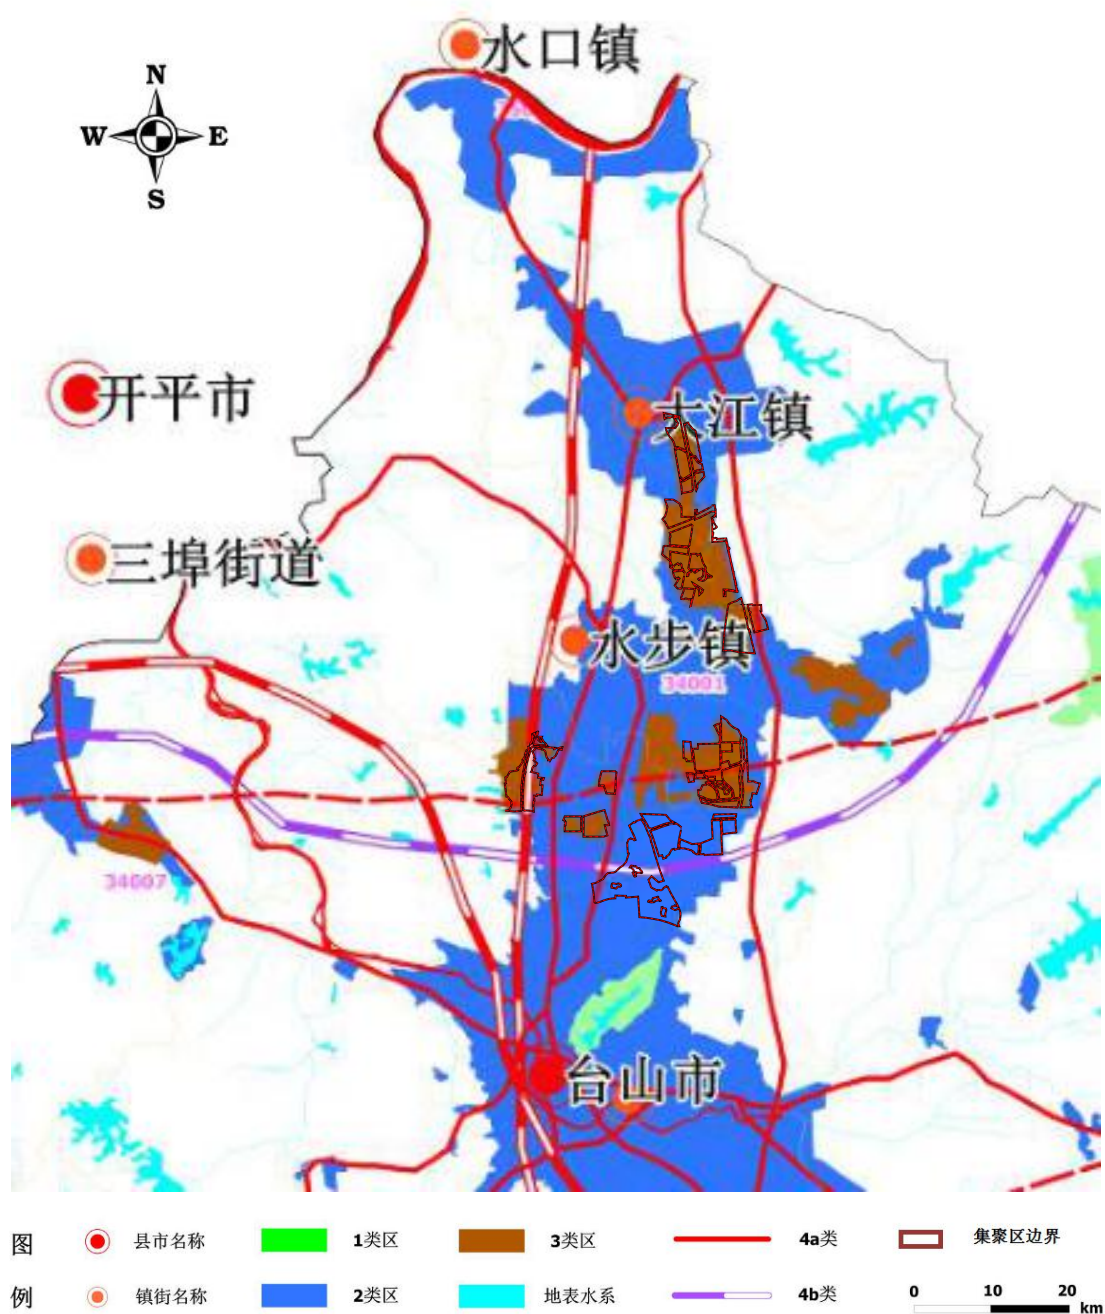 水口镇
N
W E
S
开平市
大江镇
三埠街道
水步镇
34001
34007
台山市
图 县市名称 1类区 3类区 4a类 集聚区边界
例 镇街名称 2类区 地表水系 4b类 0 10 20 km